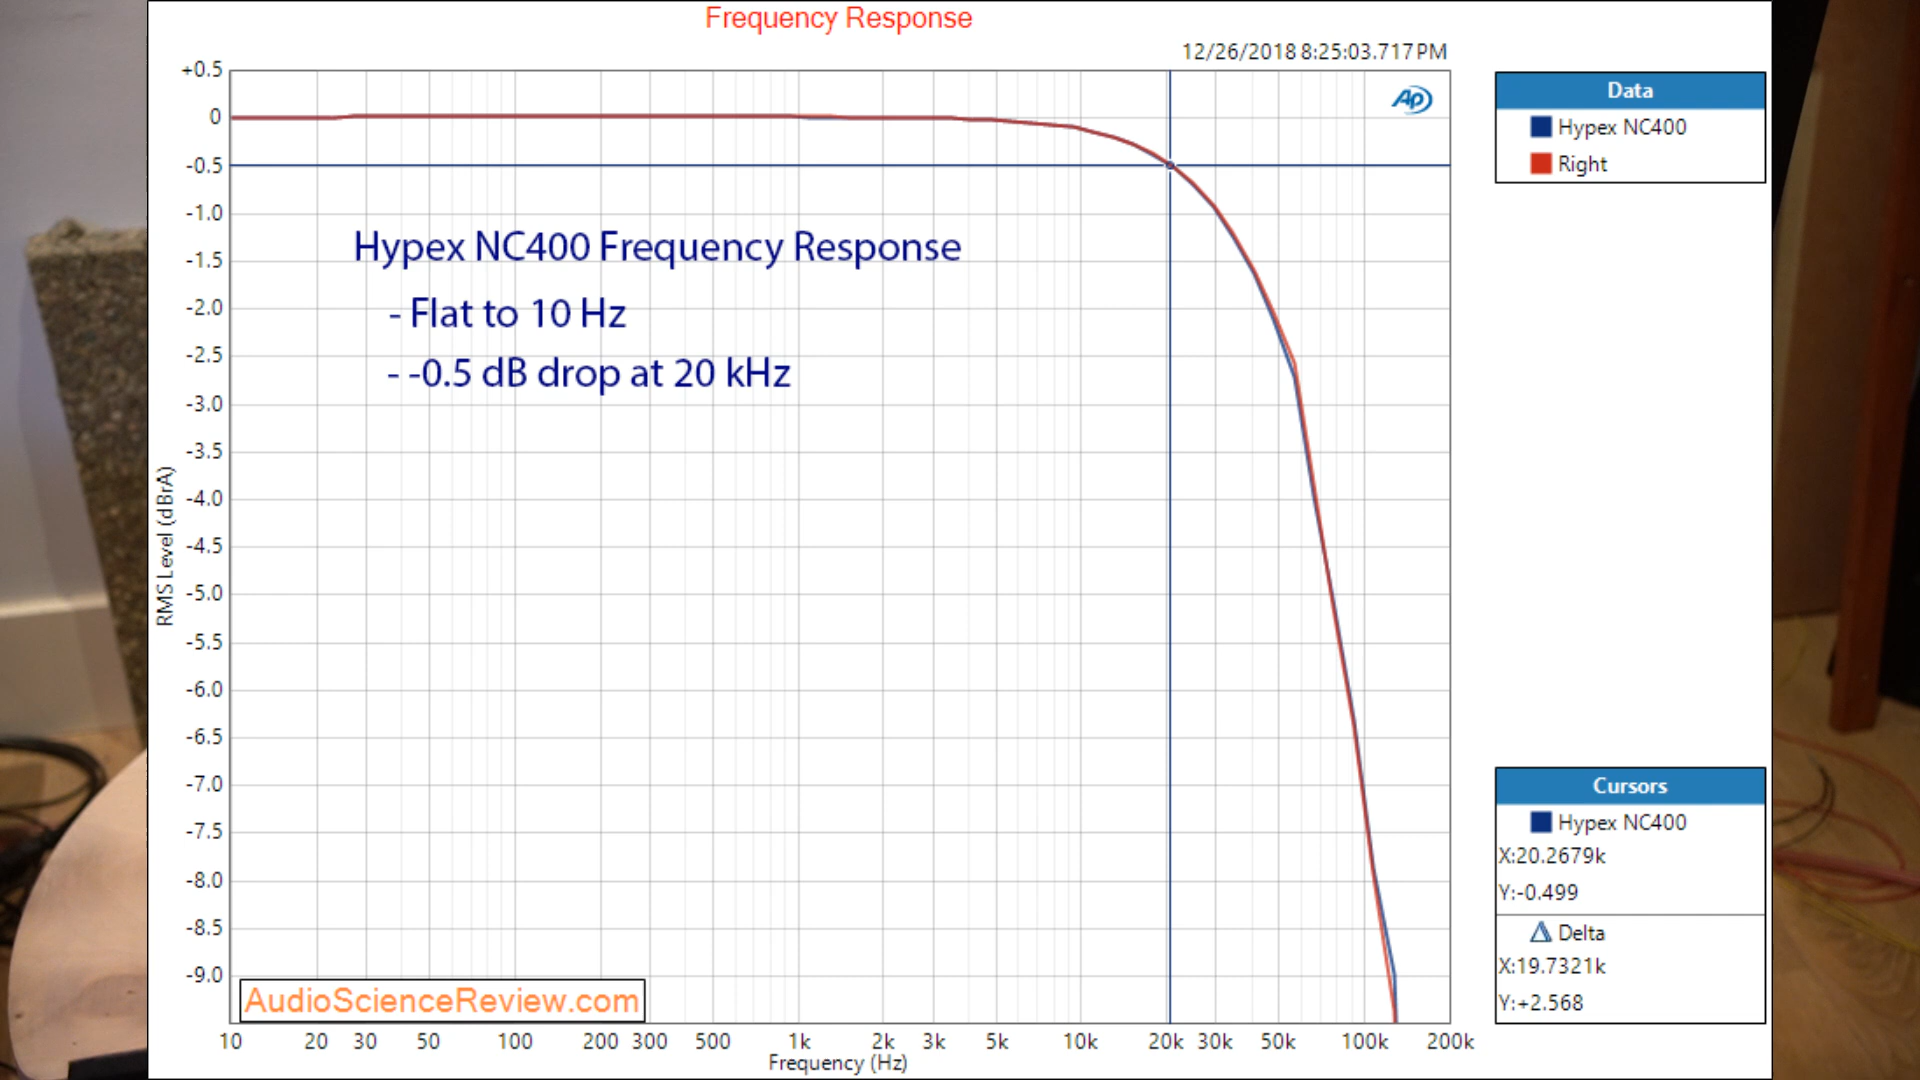 Frequency Response
12/26/2018 8:25:03.717 PM
+0.5
0
-0.5
-1.0
-1.5
-2.0
-2.5
-3.0
-3.5
-4.0
-4.5
-5.0
-5.5
-6.0
-6.5
-7.0
-7.5
-8.0
-8.5
-9.0
RMS Level (dBrA)
AP
Hypex NC400 Frequency Response
- Flat to 10 Hz
- -0.5 dB drop at 20 kHz
AudioScienceReview.com
10 20 30 50 100 200 300 500 1k 2k 3k 5k 10k 20k 30k 50k 100k 200k
Frequency (Hz)
Data
Hypex NC400
Right
Cursors
Hypex NC400
X:20.2679k
Y:-0.499
Delta
X:19.7321k
Y:+2.568